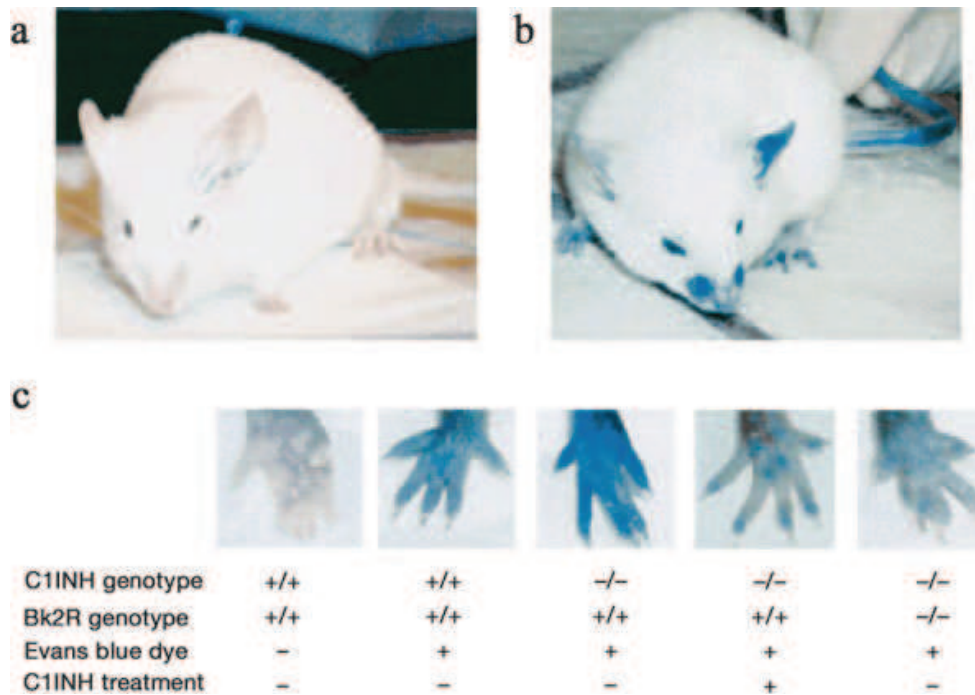 a b
c
C1INH genotype +/+ +/+ –/– –/– –/–
Bk2R genotype +/+ +/+ +/+ +/+ –/–
Evans blue dye – + + + +
C1INH treatment – – – + –